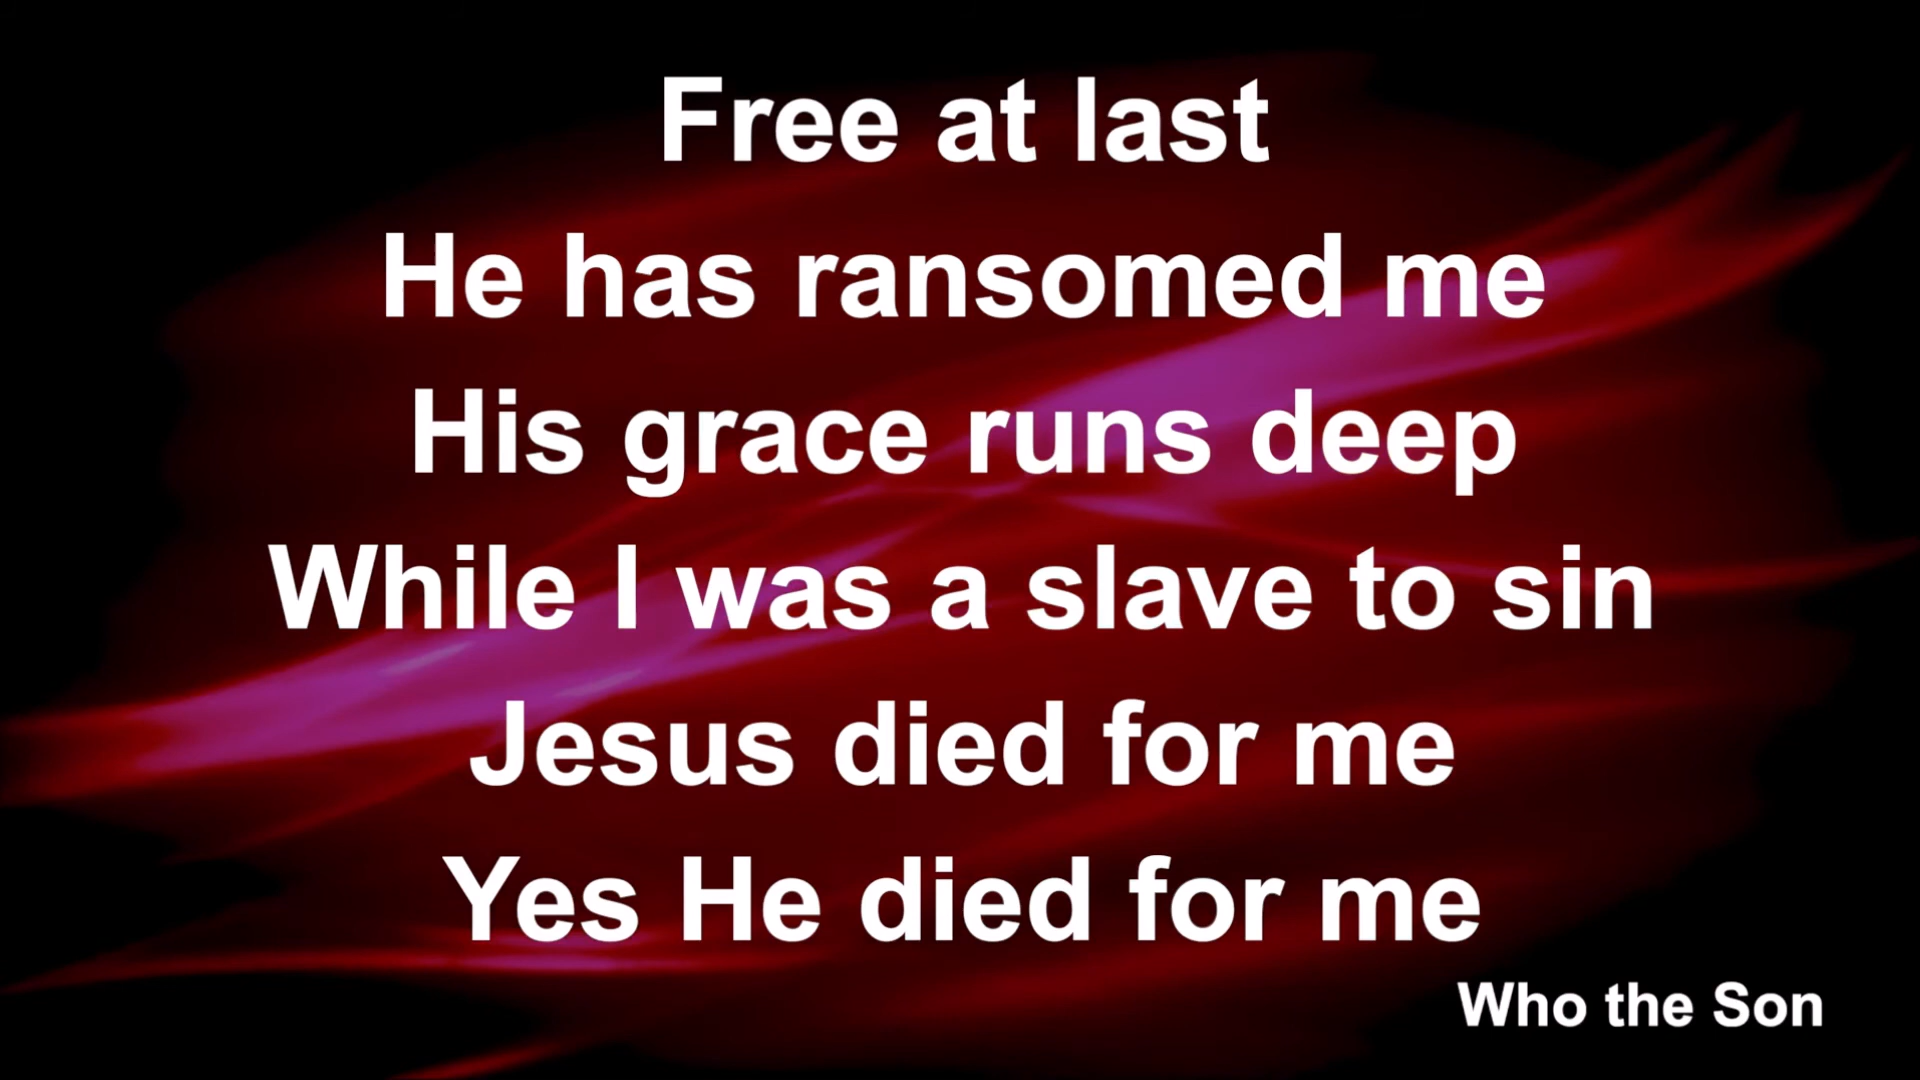 Free at last
He has ransomed me
His grace runs deep
While I was a slave to sin
Jesus died for me
Yes He died for me
Who the Son